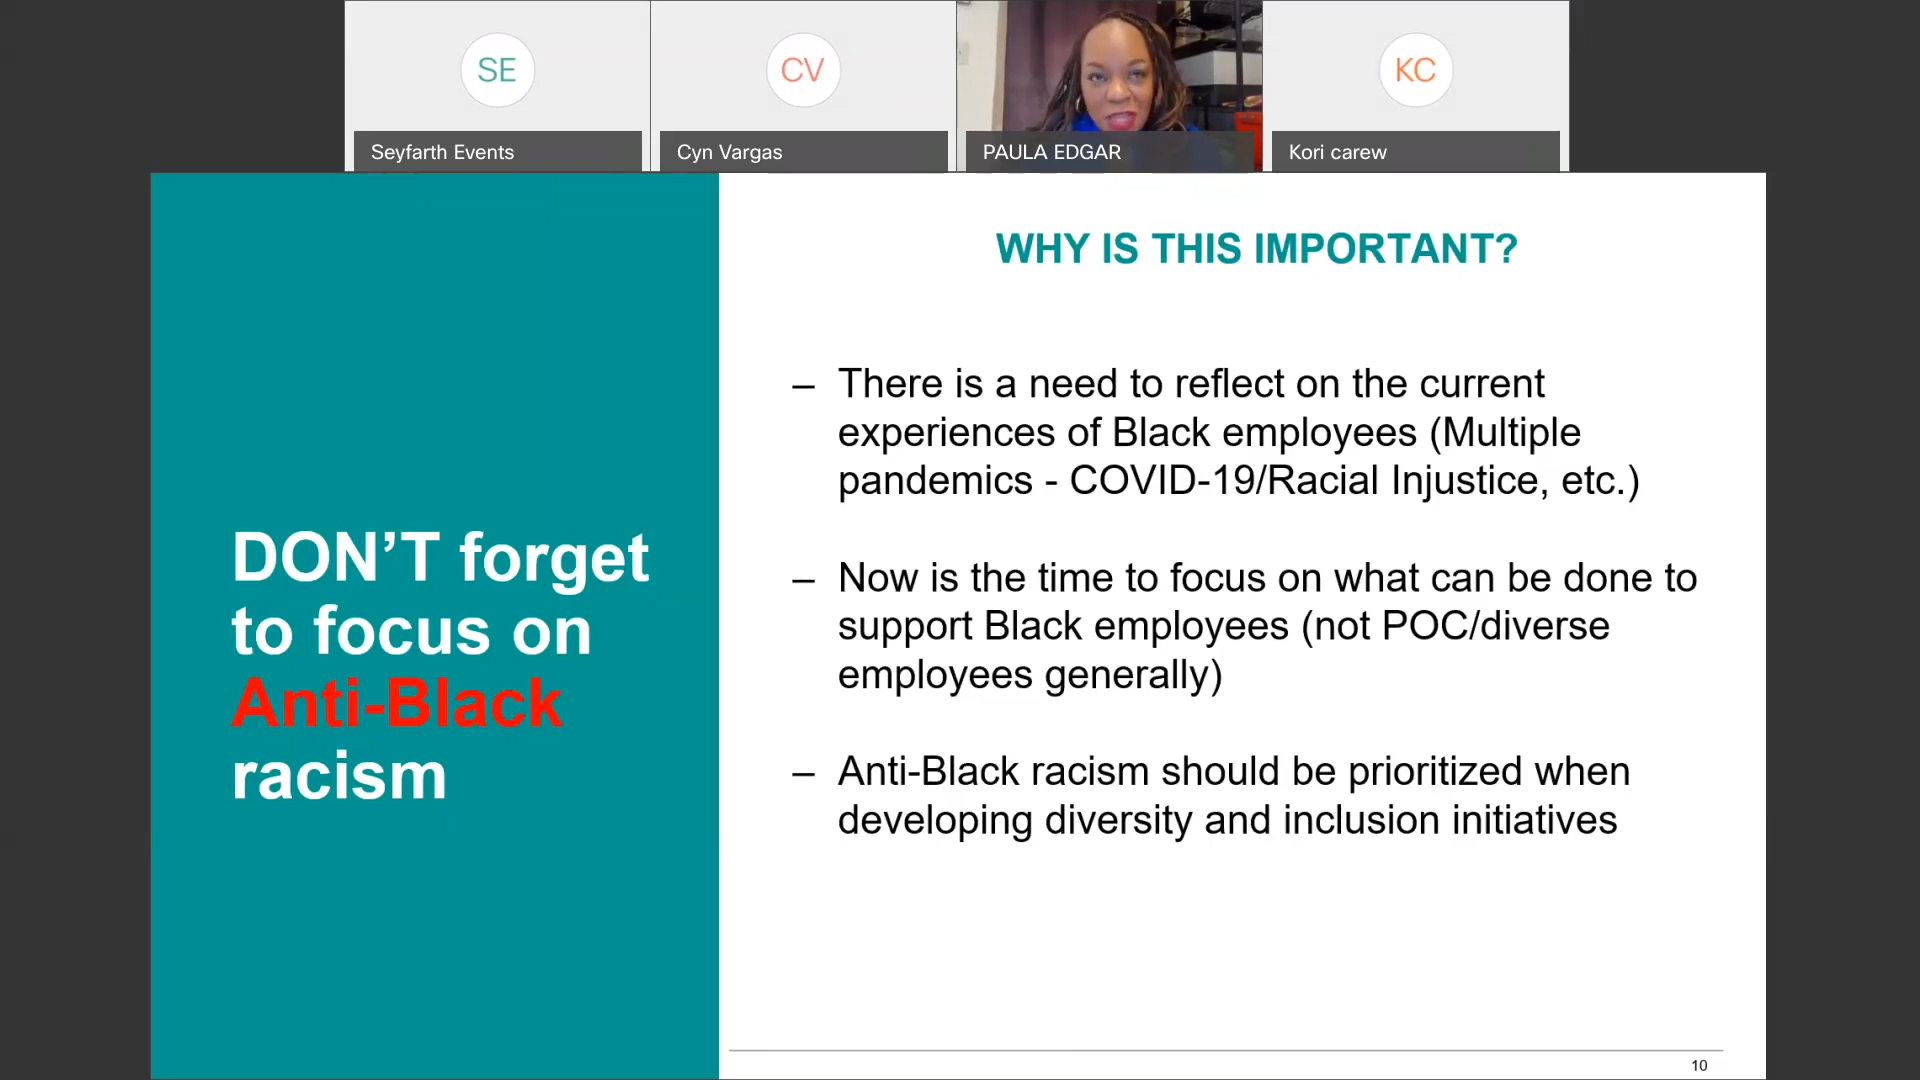 SE
CV
KC
Seyfarth Events
Cyn Vargas
PAULA EDGAR
Kori carew
DON’T forget
to focus on
Anti-Black
racism
WHY IS THIS IMPORTANT?
– There is a need to reflect on the current
experiences of Black employees (Multiple
pandemics - COVID-19/Racial Injustice, etc.)
– Now is the time to focus on what can be done to
support Black employees (not POC/diverse
employees generally)
– Anti-Black racism should be prioritized when
developing diversity and inclusion initiatives
10